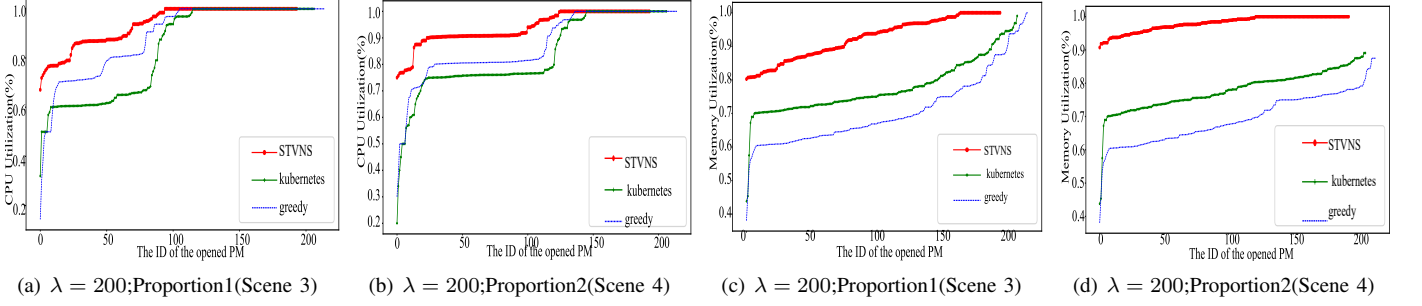 CPU Utilization(%)
1.0
0.8
0.6
0.4
0.2
0
50
100
150
200
The ID of the opened PM
STVNS
kubernetes
greedy
CPU Utilization(%)
1.0
0.9
0.8
0.7
0.6
0.5
0.4
0.3
0.2
0
50
100
150
200
The ID of the opened PM
STVNS
kubernetes
greedy
Memory Utilization(%)
1.0
0.9
0.8
0.7
0.6
0.5
0.4
0
50
100
150
200
The ID of the opened PM
STVNS
kubernetes
greedy
Memory Utilization(%)
1.0
0.9
0.8
0.7
0.6
0.5
0.4
0
50
100
150
200
The ID of the opened PM
STVNS
kubernetes
greedy
(a) λ = 200;Proportion1(Scene 3)
(b) λ = 200;Proportion2(Scene 4)
(c) λ = 200;Proportion1(Scene 3)
(d) λ = 200;Proportion2(Scene 4)